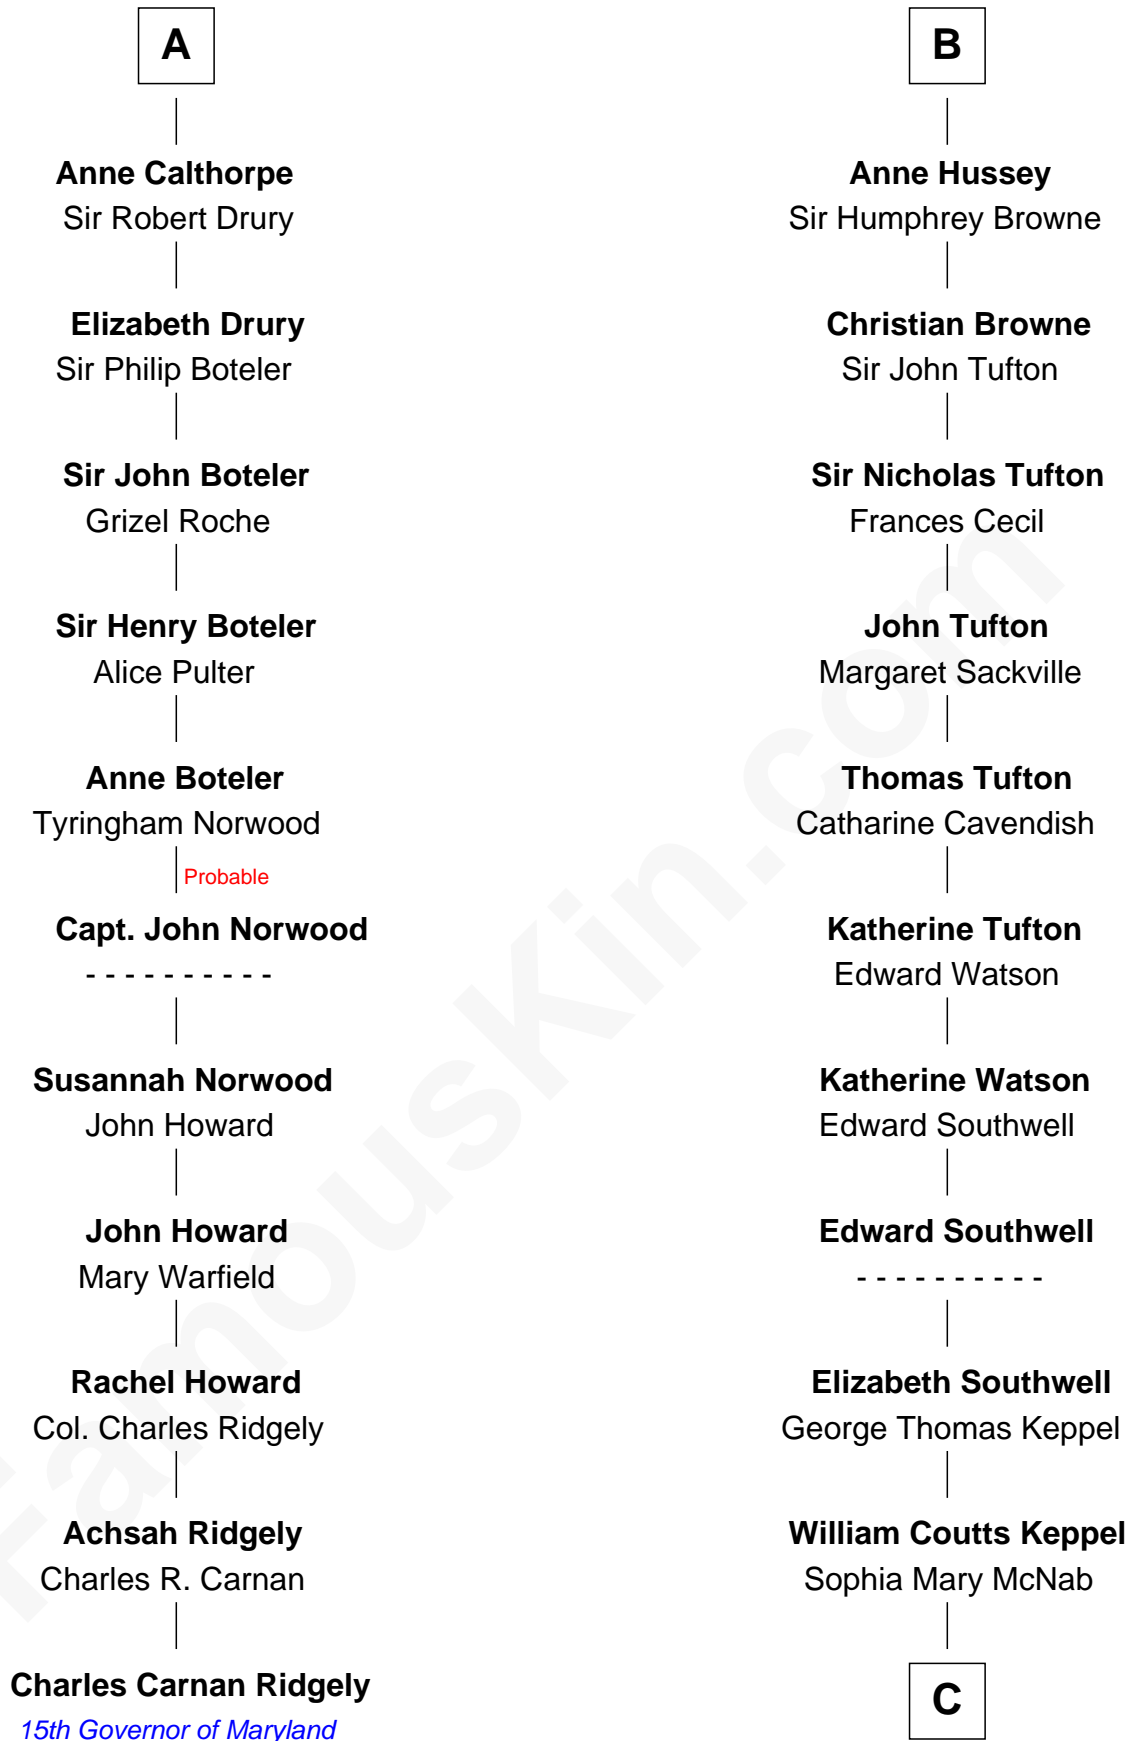 A
Anne Calthorpe
Sir Robert Drury
Elizabeth Drury
Sir Philip Boteler
Sir John Boteler
Grizel Roche
Sir Henry Boteler
Alice Pulter
Anne Boteler
Tyringham Norwood
Probable
Capt. John Norwood
- - - - - - - - - -
Susannah Norwood
John Howard
John Howard
Mary Warfield
Rachel Howard
Col. Charles Ridgely
Achsah Ridgely
Charles R. Carnan
Charles Carnan Ridgely
15th Governor of Maryland
B
Anne Hussey
Sir Humphrey Browne
Christian Browne
Sir John Tufton
Sir Nicholas Tufton
Frances Cecil
John Tufton
Margaret Sackville
Thomas Tufton
Catharine Cavendish
Katherine Tufton
Edward Watson
Katherine Watson
Edward Southwell
Edward Southwell
- - - - - - - - - -
Elizabeth Southwell
George Thomas Keppel
William Coutts Keppel
Sophia Mary McNab
C
FamousKin.com